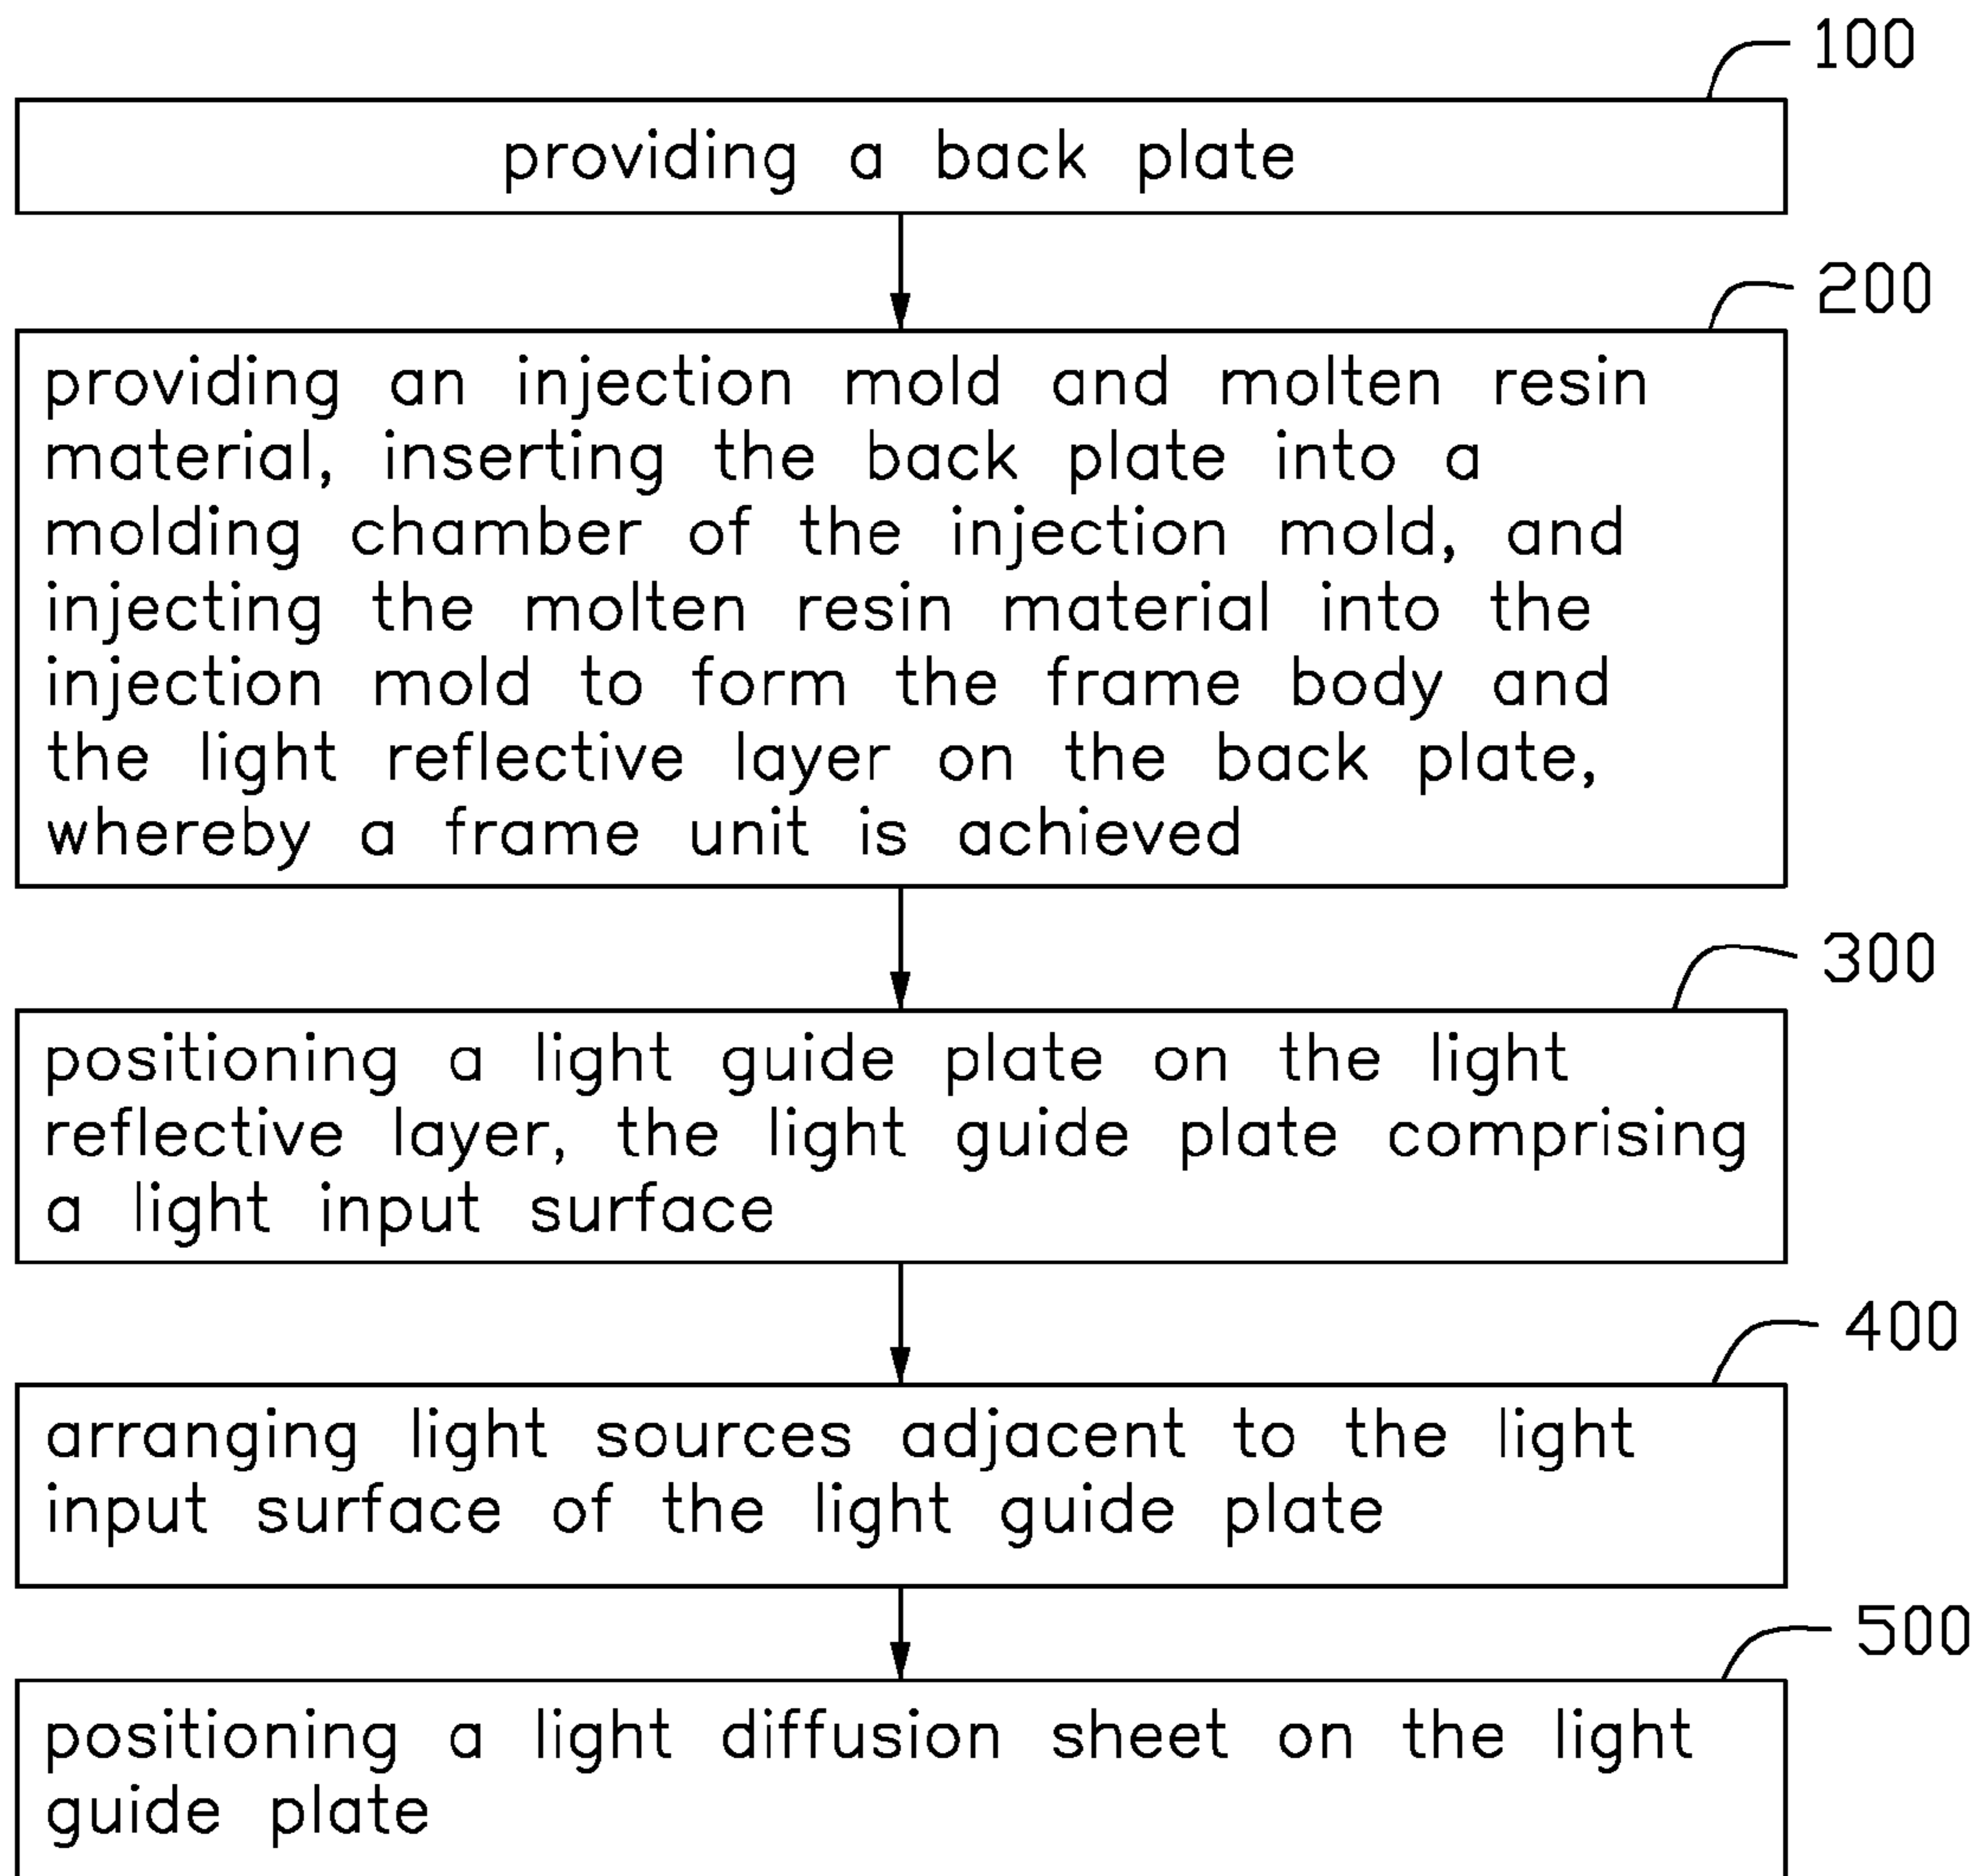 100
providing a back plate
200
providing an injection mold and molten resin
material, inserting the back plate into a
molding chamber of the injection mold, and
injecting the molten resin material into the
injection mold to form the frame body and
the light reflective layer on the back plate,
whereby a frame unit is achieved
300
positioning a light guide plate on the light
reflective layer, the light guide plate comprising
a light input surface
400
arranging light sources adjacent to the light
input surface of the light guide plate
500
positioning a light diffusion sheet on the light
guide plate